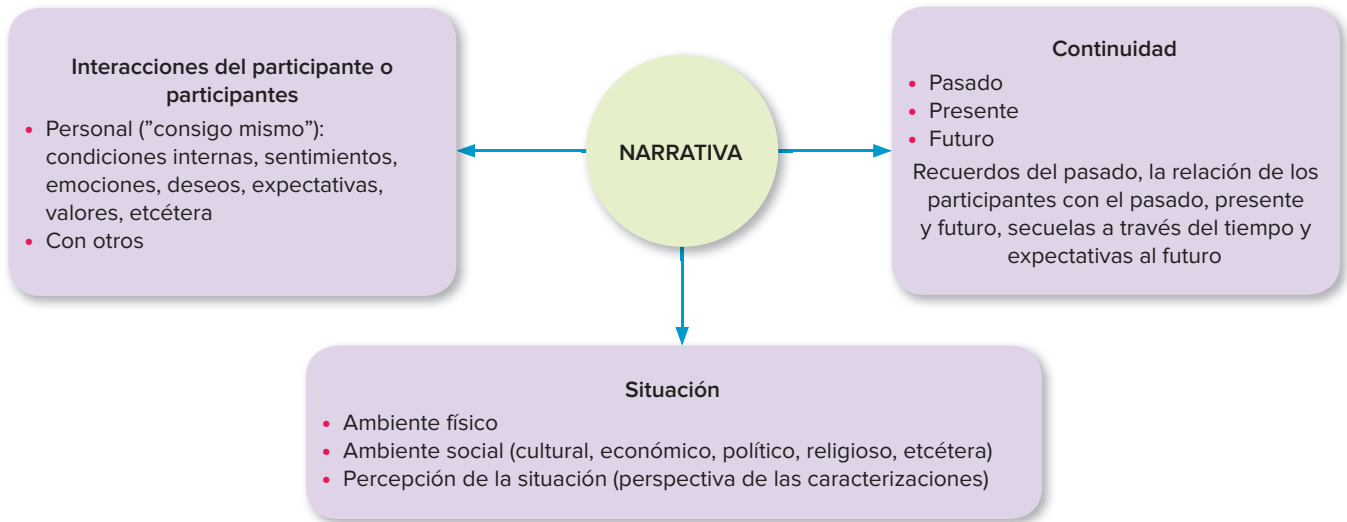 Interacciones del participante o
participantes
• Personal (”consigo mismo”):
condiciones internas, sentimientos,
emociones, deseos, expectativas,
valores, etcétera
• Con otros
NARRATIVA
Continuidad
• Pasado
• Presente
• Futuro
Recuerdos del pasado, la relación de los
participantes con el pasado, presente
y futuro, secuelas a través del tiempo y
expectativas al futuro
Situación
• Ambiente físico
• Ambiente social (cultural, económico, político, religioso, etcétera)
• Percepción de la situación (perspectiva de las caracterizaciones)